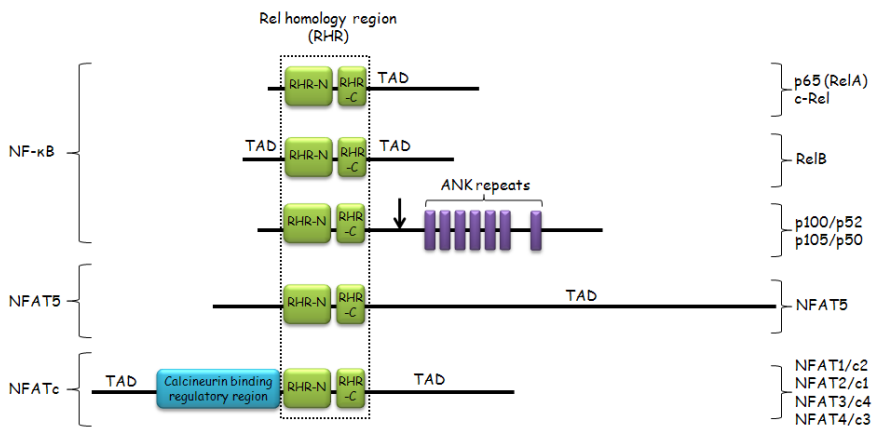 Rel homology region
(RHR)
TAD
RHR-N
RHR
-C
p65 (RelA)
c-Rel
NF-κB
TAD
TAD
RHR-N
RHR
-C
RelB
ANK repeats
RHR-N
RHR
-C
p100/p52
p105/p50
NFAT5
RHR-N
RHR
-C
TAD
NFAT5
NFATc
TAD
Calcineurin binding
regulatory region
RHR-N
RHR
-C
TAD
NFAT1/c2
NFAT2/c1
NFAT3/c4
NFAT4/c3